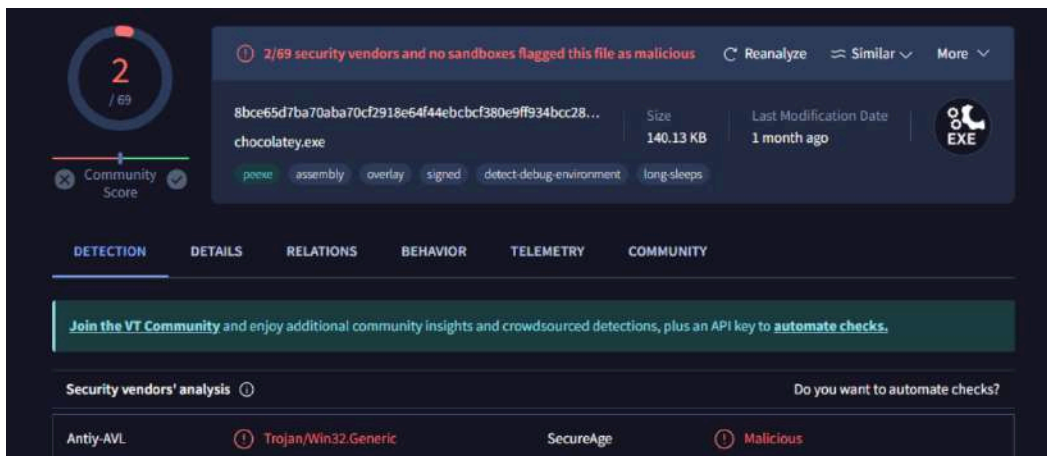 2
/ 69
Community
Score
2/69 security vendors and no sandboxes flagged this file as malicious
Reanalyze
Similar
More
8bce65d7ba70aba70cf2918e64f44ebcbcf380e9ff934bcc28...
chocolatey.exe
Size
140.13 KB
Last Modification Date
1 month ago
EXE
peexe assembly overlay signed detect-debug-environment long-sleeps
DETECTION DETAILS RELATIONS BEHAVIOR TELEMETRY COMMUNITY
Join the VT Community and enjoy additional community insights and crowdsourced detections, plus an API key to automate checks.
Security vendors' analysis
Do you want to automate checks?
Antiy-AVL Trojan/Win32.Generic SecureAge Malicious